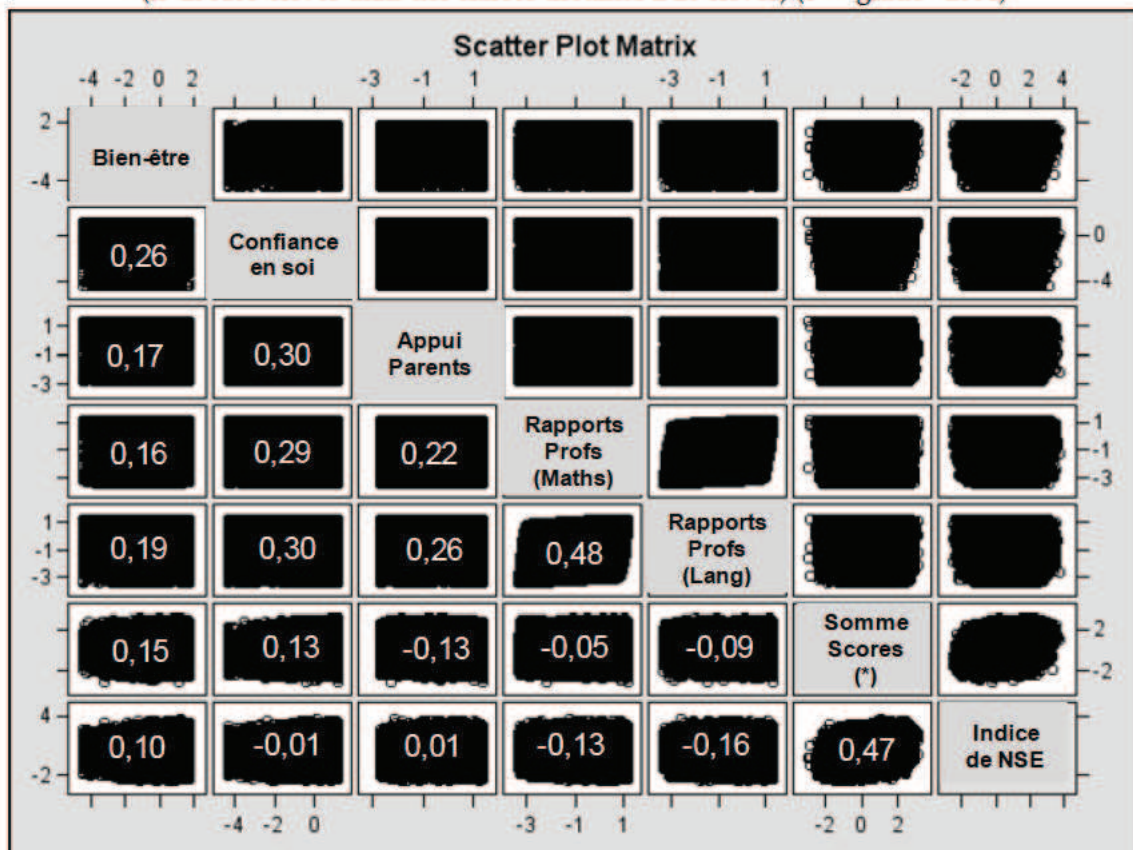 Scatter Plot Matrix
-4 -2 0 2 -3 -1 1 -3 -1 1 -2 0 2 4
2
Bien-être
-4
0,26
Confiance
en soi
0
-4
1
-1
-3
0,17 0,30
Appui
Parents
0,16 0,29 0,22
Rapports
Profs
(Maths)
1
-1
-3
1
-1
-3
0,19 0,30 0,26 0,48
Rapports
Profs
(Lang)
0,15 0,13 -0,13 -0,05 -0,09
Somme
Scores
(*)
2
-2
4
-2
0,10 -0,01 0,01 -0,13 -0,16 0,47
Indice
de NSE
-4 -2 0 -3 -1 1 -2 0 2